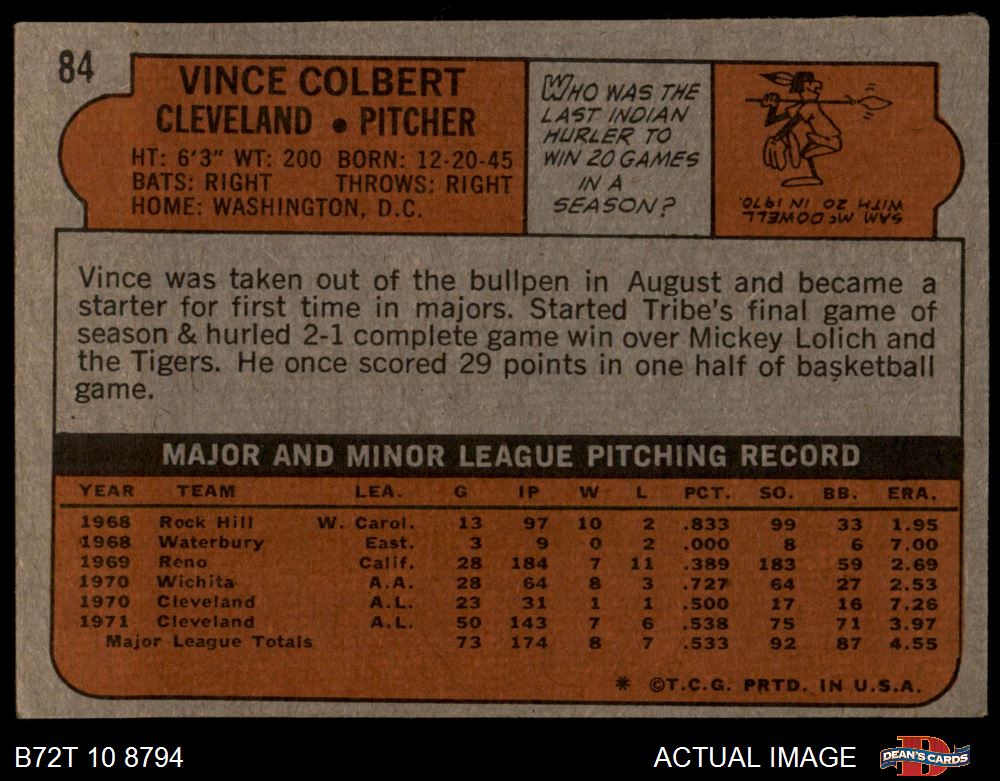 84
VINCE COLBERT
CLEVELAND • PITCHER
HT: 6'3" WT: 200 BORN: 12-20-45
BATS: RIGHT THROWS: RIGHT
HOME: WASHINGTON, D.C.
WHO WAS THE
LAST INDIAN
HURLER TO
WIN 20 GAMES
IN A
SEASON?
SAM McDOWELL
WITH 20 IN 1970.
Vince was taken out of the bullpen in August and became a
starter for first time in majors. Started Tribe's final game of
season & hurled 2-1 complete game win over Mickey Lolich and
the Tigers. He once scored 29 points in one half of basketball
game.
MAJOR AND MINOR LEAGUE PITCHING RECORD
YEAR TEAM LEA. G IP W L PCT. SO. BB. ERA.
1968 Rock Hill W. Carol. 13 97 10 2 .833 99 33 1.95
1968 Waterbury East. 3 9 0 2 .000 8 6 7.00
1969 Reno Calif. 28 184 7 11 .389 183 59 2.69
1970 Wichita A.A. 28 64 8 3 .727 64 27 2.53
1970 Cleveland A.L. 23 31 1 1 .500 17 16 7.26
1971 Cleveland A.L. 50 143 7 6 .538 75 71 3.97
Major League Totals 73 174 8 7 .533 92 87 4.55
* ©T.C.G. PRTD. IN U.S.A.
B72T 10 8794
ACTUAL IMAGE
D
DEAN'S CARDS